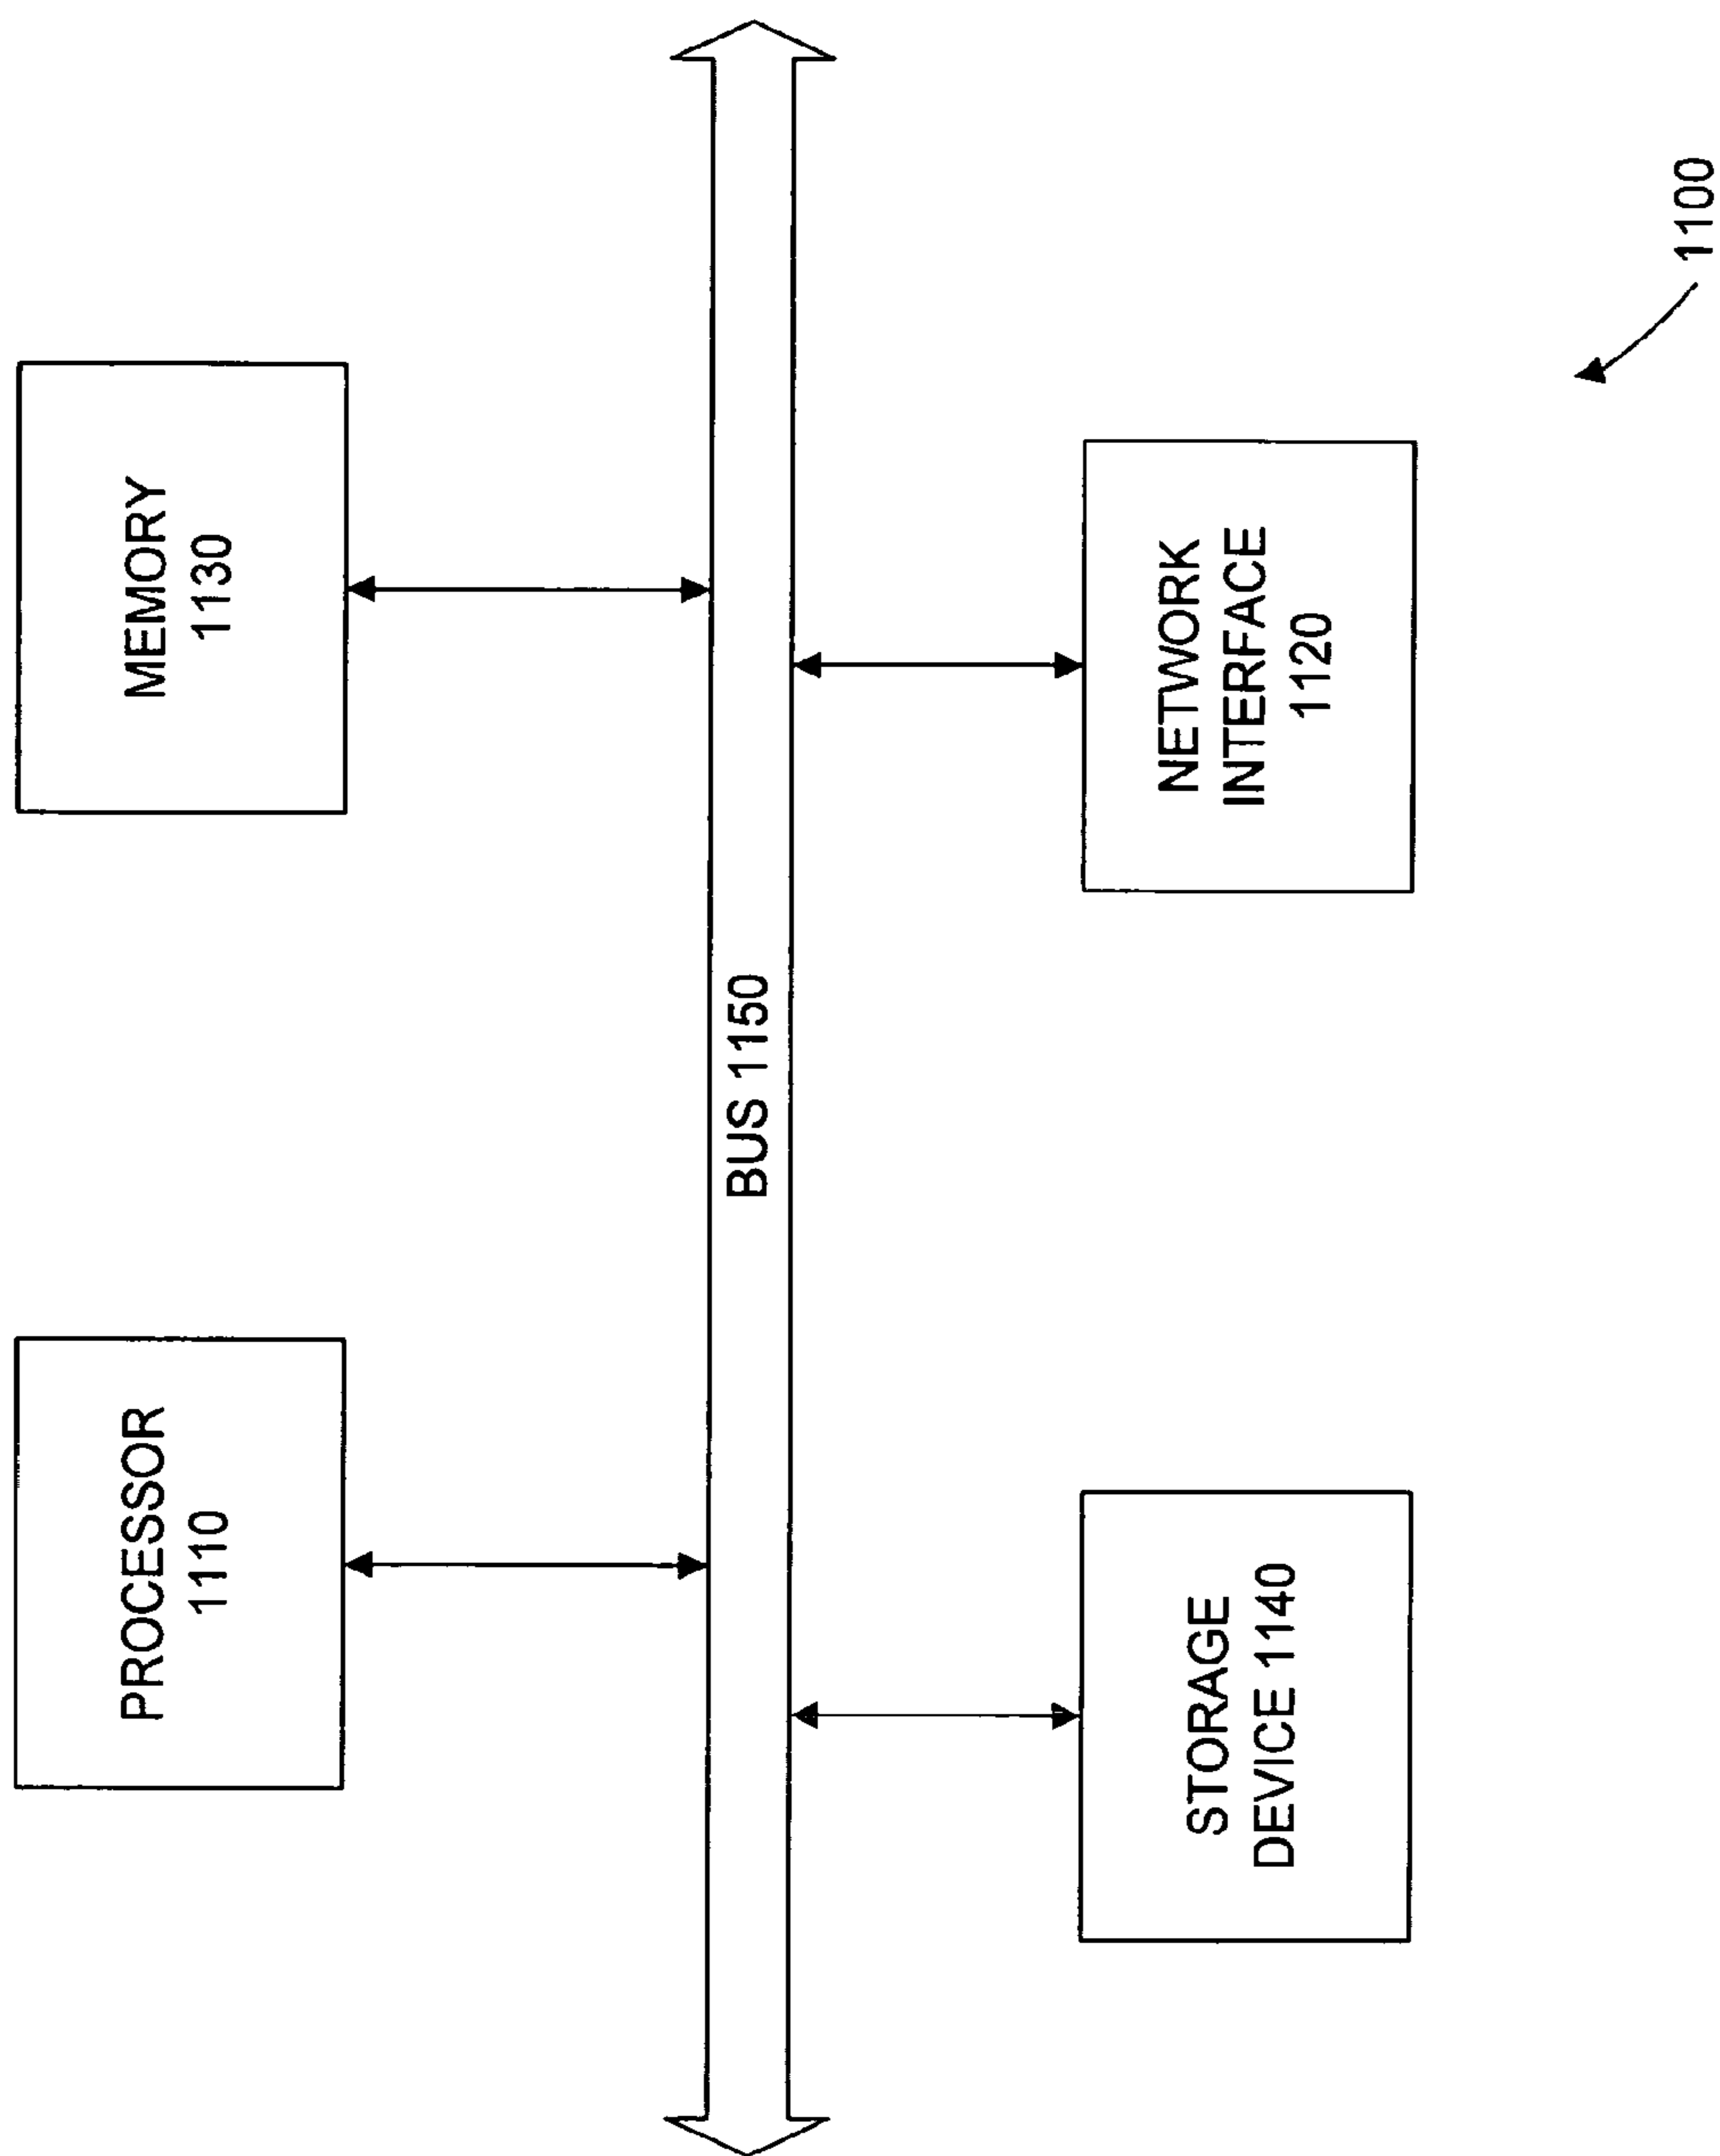 PROCESSOR
1110
MEMORY
1130
BUS 1150
STORAGE
DEVICE 1140
NETWORK
INTERFACE
1120
1100